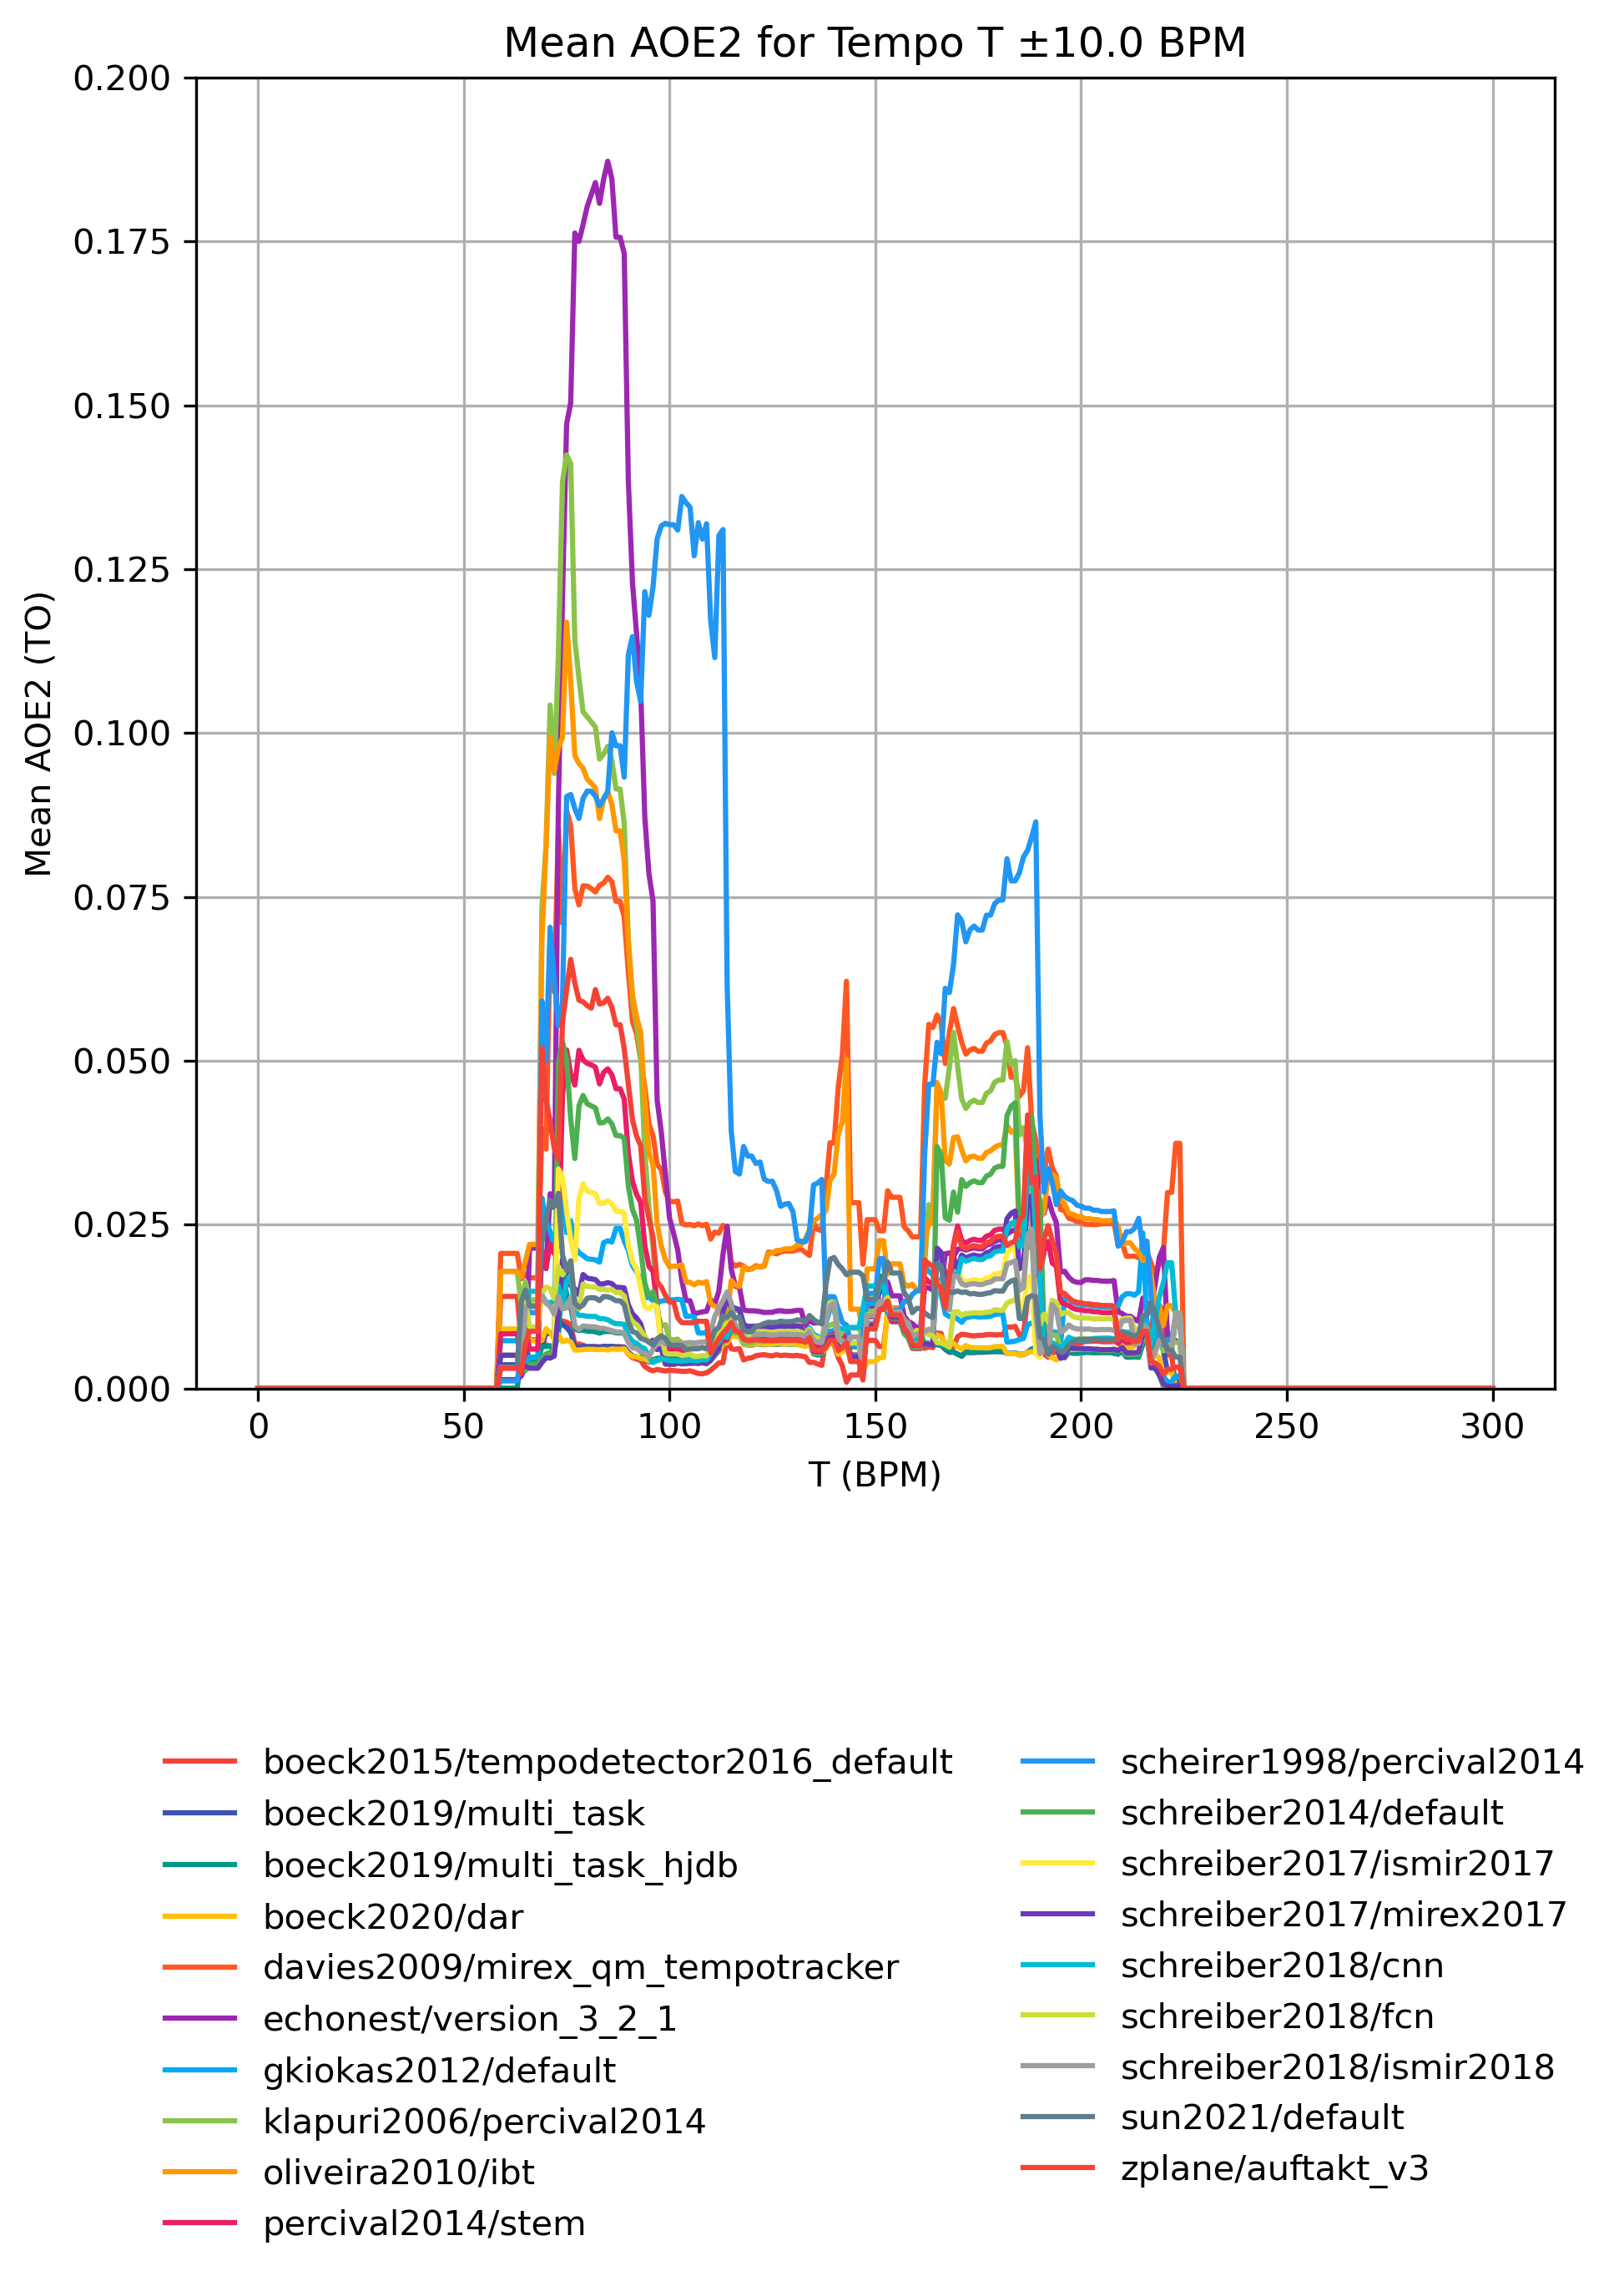 Mean AOE2 for Tempo T ±10.0 BPM
0.200
0.175
0.150
0.125
0.100
0.075
0.050
0.025
0.000
Mean AOE2 (TO)
0 50 100 150 200 250 300
T (BPM)
boeck2015/tempodetector2016_default
boeck2019/multi_task
boeck2019/multi_task_hjdb
boeck2020/dar
davies2009/mirex_qm_tempotracker
echonest/version_3_2_1
gkiokas2012/default
klapuri2006/percival2014
oliveira2010/ibt
percival2014/stem
scheirer1998/percival2014
schreiber2014/default
schreiber2017/ismir2017
schreiber2017/mirex2017
schreiber2018/cnn
schreiber2018/fcn
schreiber2018/ismir2018
sun2021/default
zplane/auftakt_v3